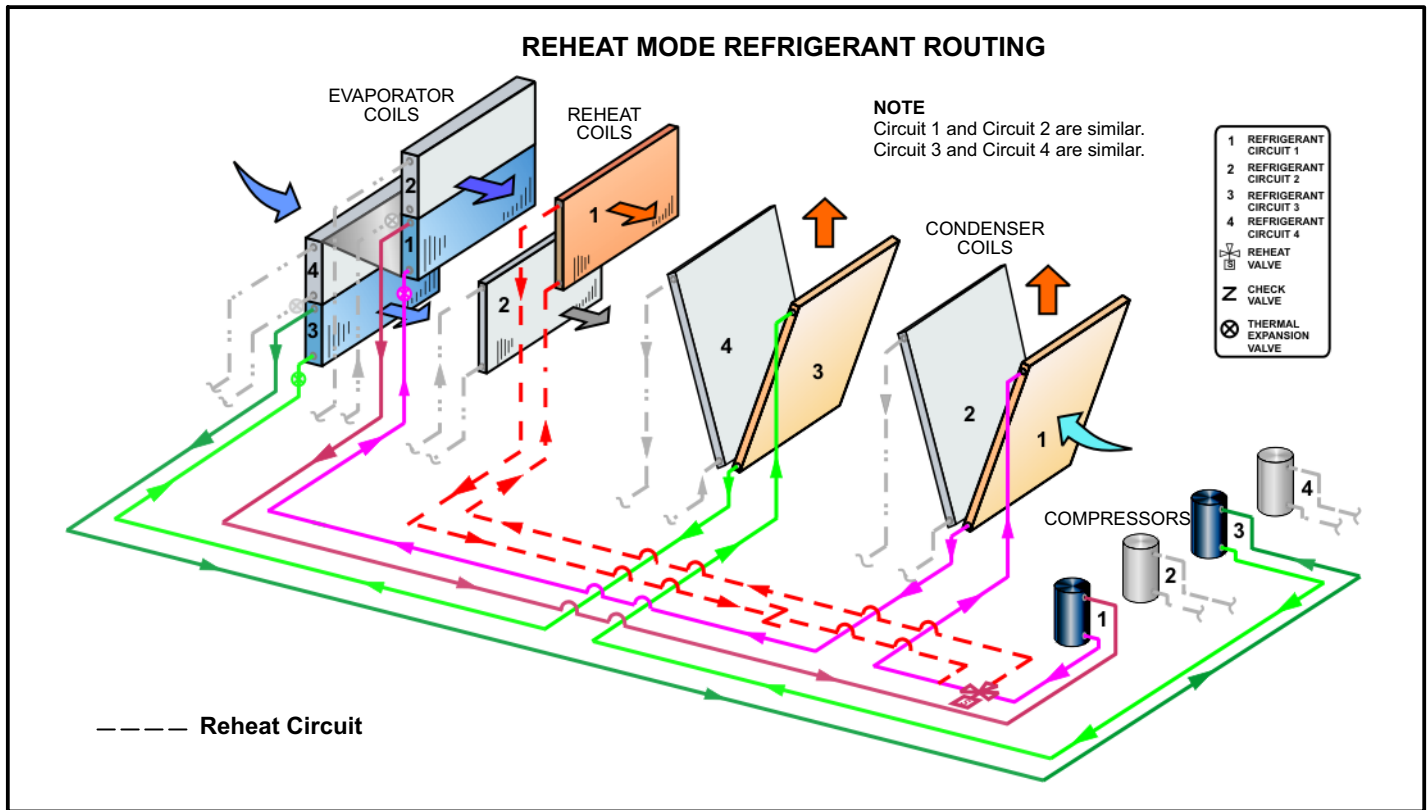 REHEAT MODE REFRIGERANT ROUTING
EVAPORATOR
COILS
REHEAT
COILS
NOTE
Circuit 1 and Circuit 2 are similar.
Circuit 3 and Circuit 4 are similar.
1 REFRIGERANT
CIRCUIT 1
2 REFRIGERANT
CIRCUIT 2
3 REFRIGERANT
CIRCUIT 3
4 REFRIGERANT
CIRCUIT 4
S REHEAT
VALVE
CHECK
VALVE
THERMAL
EXPANSION
VALVE
2
1
4
3
1
2
CONDENSER
COILS
4
3
2
1
COMPRESSORS
4
3
2
1
Reheat Circuit